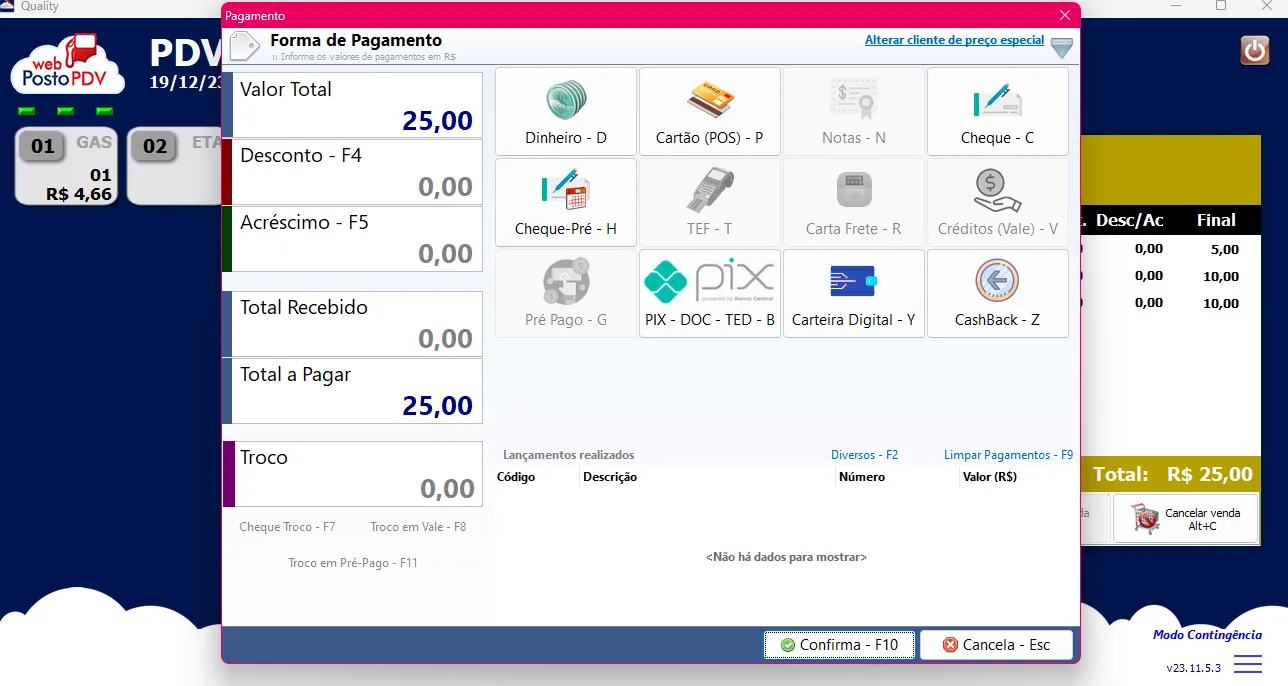 Quality
Pagamento
web
PostoPDV
PDV
19/12/23
01 GAS
01
R$ 4,66
02 ETA
Forma de Pagamento
:: Informe os valores de pagamentos em R$
Alterar cliente de preço especial
Valor Total
25,00
Desconto - F4
0,00
Acréscimo - F5
0,00
Total Recebido
0,00
Total a Pagar
25,00
Troco
0,00
Cheque Troco - F7 Troco em Vale - F8
Troco em Pré-Pago - F11
Dinheiro - D Cartão (POS) - P Notas - N Cheque - C
Cheque-Pré - H TEF - T Carta Frete - R Créditos (Vale) - V
pix
powered by Banco Central
Pré Pago - G PIX - DOC - TED - B Carteira Digital - Y CashBack - Z
Lançamentos realizados Diversos - F2 Limpar Pagamentos - F9
Código Descrição Número Valor (R$)
<Não há dados para mostrar>
Confirma - F10 Cancela - Esc
Desc/Ac Final
0,00 5,00
0,00 10,00
0,00 10,00
Total: R$ 25,00
da
Cancelar venda
Alt+C
Modo Contingência
v23.11.5.3